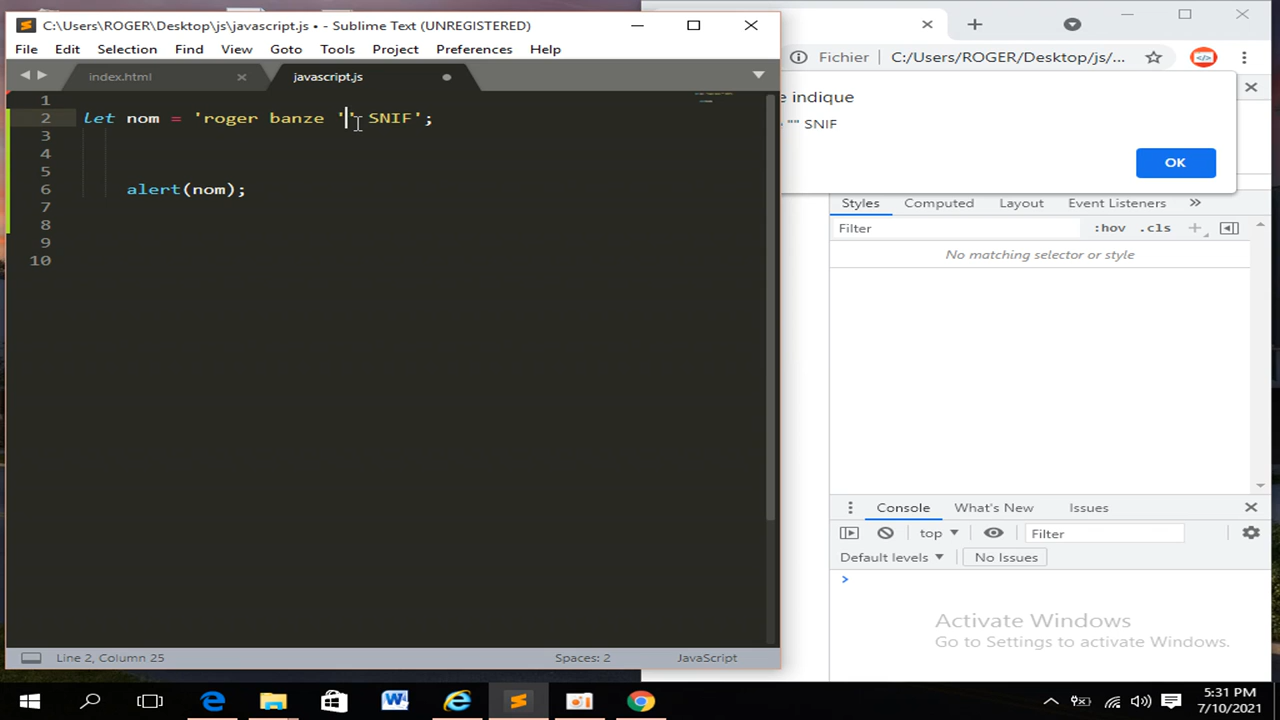 C:\Users\ROGER\Desktop\js\javascript.js • - Sublime Text (UNREGISTERED)
File Edit Selection Find View Goto Tools Project Preferences Help
index.html
javascript.js
1
2 let nom = 'roger banze '' SNIF';
3
4
5
6 alert(nom);
7
8
9
10
Line 2, Column 25
Spaces: 2
JavaScript
Fichier
C:/Users/ROGER/Desktop/js/...
e indique
"" SNIF
OK
Styles Computed Layout Event Listeners »
Filter
:hov .cls
No matching selector or style
Console What's New Issues
top
Filter
Default levels
No Issues
Activate Windows
Go to Settings to activate Windows.
5:31 PM
7/10/2021